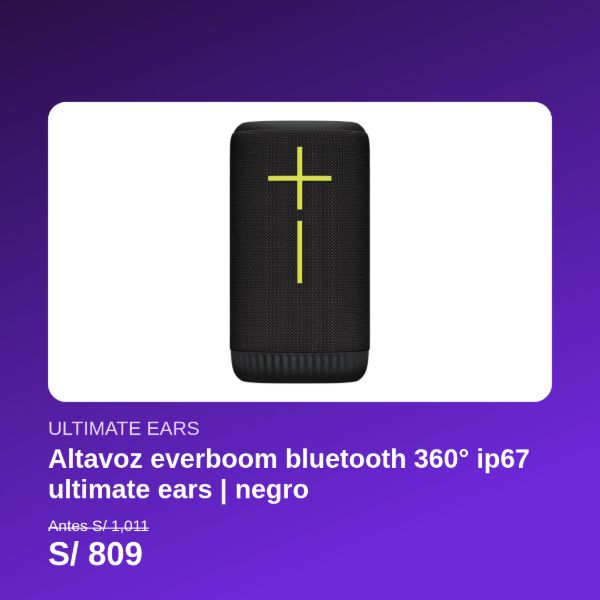 ULTIMATE EARS
Altavoz everboom bluetooth 360° ip67
ultimate ears | negro
Antes S/ 1,011
S/ 809